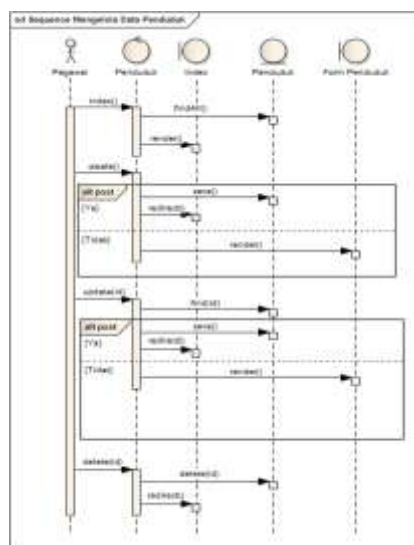 sd Sequence Mengelola Data Penduduk
Pegawai
Penduduk
Index
Penduduk
Form Penduduk
index()
findAll()
render()
create()
alt post
save()
[Ya]
redirect()
[Tidak]
render()
update(id)
find(id)
alt post
save()
[Ya]
redirect()
[Tidak]
render()
delete(id)
delete(id)
redirect()